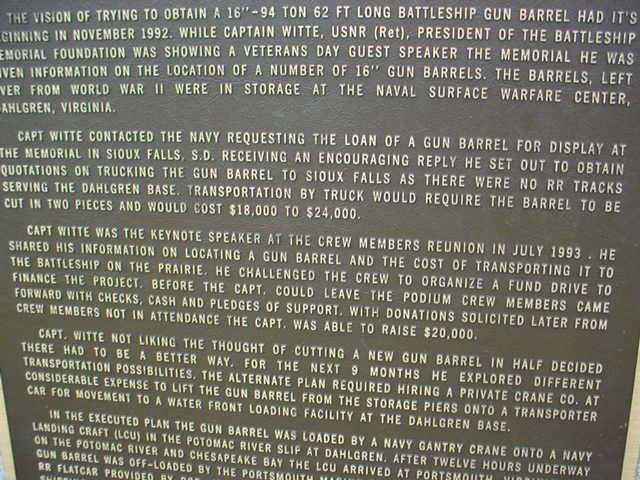 THE VISION OF TRYING TO OBTAIN A 16"-94 TON 62 FT LONG BATTLESHIP GUN BARREL HAD IT'S
IN NOVEMBER 1992. WHILE CAPTAIN WITTE, USNR (Ret), PRESIDENT OF THE BATTLESHIP
EMORIAL FOUNDATION WAS SHOWING A VETERANS DAY GUEST SPEAKER THE MEMORIAL HE WAS
IVEN INFORMATION ON THE LOCATION OF A NUMBER OF 16" GUN BARRELS. THE BARRELS, LEFT
VER FROM WORLD WAR II WERE IN STORAGE AT THE NAVAL SURFACE WARFARE CENTER,
AHLGREN, VIRGINIA.
CAPT WITTE CONTACTED THE NAVY REQUESTING THE LOAN OF A GUN BARREL FOR DISPLAY AT
THE MEMORIAL IN SIOUX FALLS, S.D. RECEIVING AN ENCOURAGING REPLY HE SET OUT TO OBTAIN
QUOTATIONS ON TRUCKING THE GUN BARREL TO SIOUX FALLS AS THERE WERE NO RR TRACKS
SERVING THE DAHLGREN BASE. TRANSPORTATION BY TRUCK WOULD REQUIRE THE BARREL TO BE
CUT IN TWO PIECES AND WOULD COST $18,000 TO $24,000.
CAPT WITTE WAS THE KEYNOTE SPEAKER AT THE CREW MEMBERS REUNION IN JULY 1993 . HE
SHARED HIS INFORMATION ON LOCATING A GUN BARREL AND THE COST OF TRANSPORTING IT TO
THE BATTLESHIP ON THE PRAIRIE. HE CHALLENGED THE CREW TO ORGANIZE A FUND DRIVE TO
FINANCE THE PROJECT. BEFORE THE CAPT. COULD LEAVE THE PODIUM CREW MEMBERS CAME
FORWARD WITH CHECKS, CASH AND PLEDGES OF SUPPORT. WITH DONATIONS SOLICITED LATER FROM
CREW MEMBERS NOT IN ATTENDANCE THE CAPT. WAS ABLE TO RAISE $20,000.
CAPT. WITTE NOT LIKING THE THOUGHT OF CUTTING A NEW GUN BARREL IN HALF DECIDED
THERE HAD TO BE A BETTER WAY. FOR THE NEXT 9 MONTHS HE EXPLORED DIFFERENT
TRANSPORTATION POSSIBILITIES. THE ALTERNATE PLAN REQUIRED HIRING A PRIVATE CRANE CO. AT
CONSIDERABLE EXPENSE TO LIFT THE GUN BARREL FROM THE STORAGE PIERS ONTO A TRANSPORTER
CAR FOR MOVEMENT TO A WATER FRONT LOADING FACILITY AT THE DAHLGREN BASE.
IN THE EXECUTED PLAN THE GUN BARREL WAS LOADED BY A NAVY GANTRY CRANE ONTO A NAVY
LANDING CRAFT (LCU) IN THE POTOMAC RIVER SLIP AT DAHLGREN. AFTER TWELVE HOURS UNDERWAY
ON THE POTOMAC RIVER AND CHESAPEAKE BAY THE LCU ARRIVED AT PORTSMOUTH,
GUN BARREL WAS OFF-LOADED BY THE PORTSMOUTH
RR FLATCAR PROVIDED BY